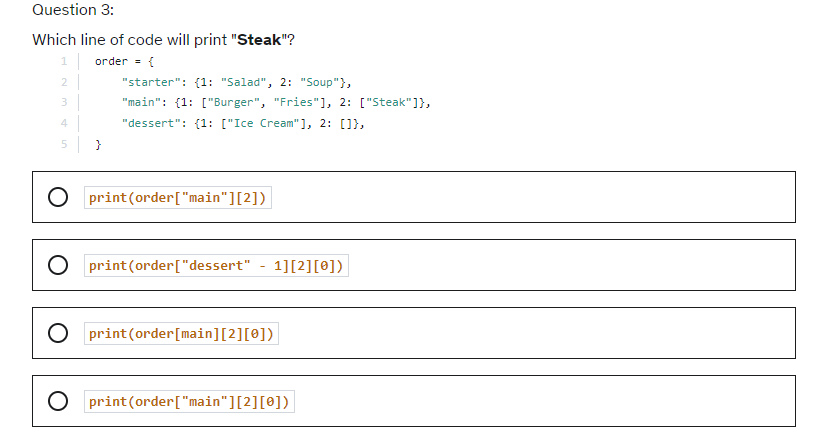 Question 3:
Which line of code will print "Steak"?
1 order = {
2 "starter": {1: "Salad", 2: "Soup"},
3 "main": {1: ["Burger", "Fries"], 2: ["Steak"]},
4 "dessert": {1: ["Ice Cream"], 2: []},
5 }
print(order["main"][2])
print(order["dessert" - 1][2][0])
print(order[main][2][0])
print(order["main"][2][0])